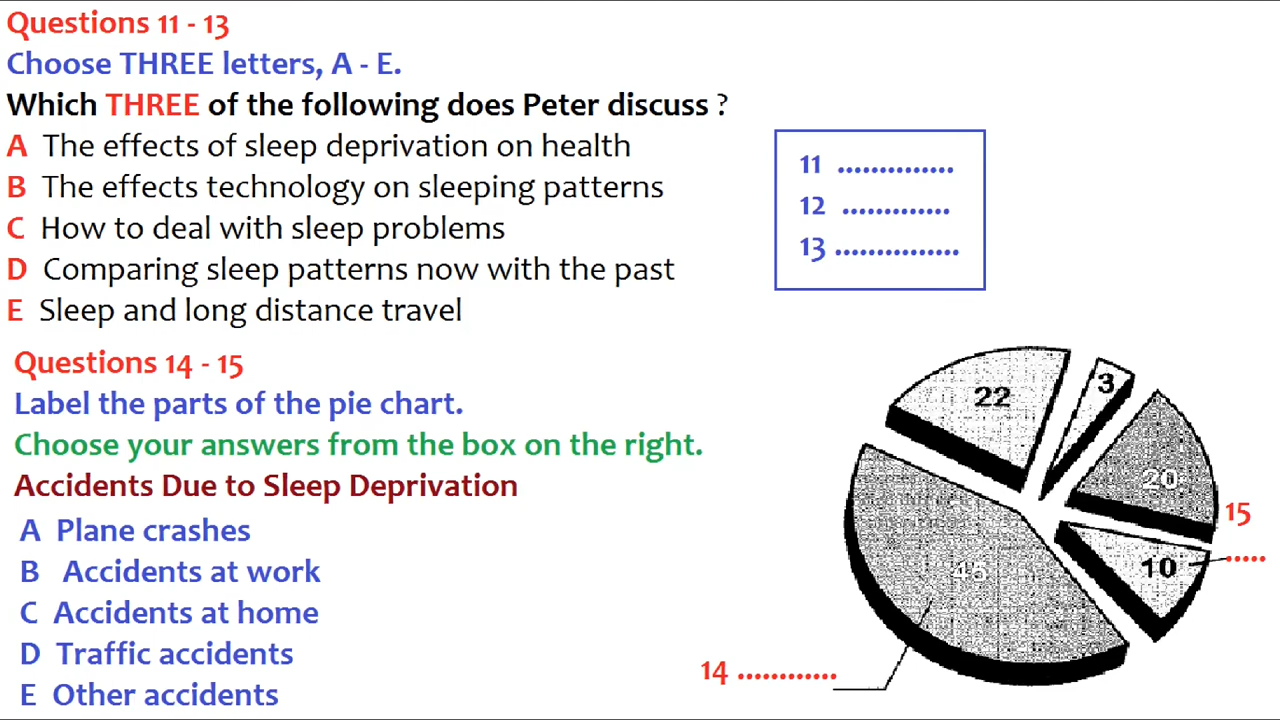 Questions 11 - 13
Choose THREE letters, A - E.
Which THREE of the following does Peter discuss ?
A The effects of sleep deprivation on health
B The effects technology on sleeping patterns
C How to deal with sleep problems
D Comparing sleep patterns now with the past
E Sleep and long distance travel
11 ..............
12 .............
13 ...............
Questions 14 - 15
Label the parts of the pie chart.
Choose your answers from the box on the right.
Accidents Due to Sleep Deprivation
A Plane crashes
B Accidents at work
C Accidents at home
D Traffic accidents
E Other accidents
22
3
20
15 .....
10
45
14 ............